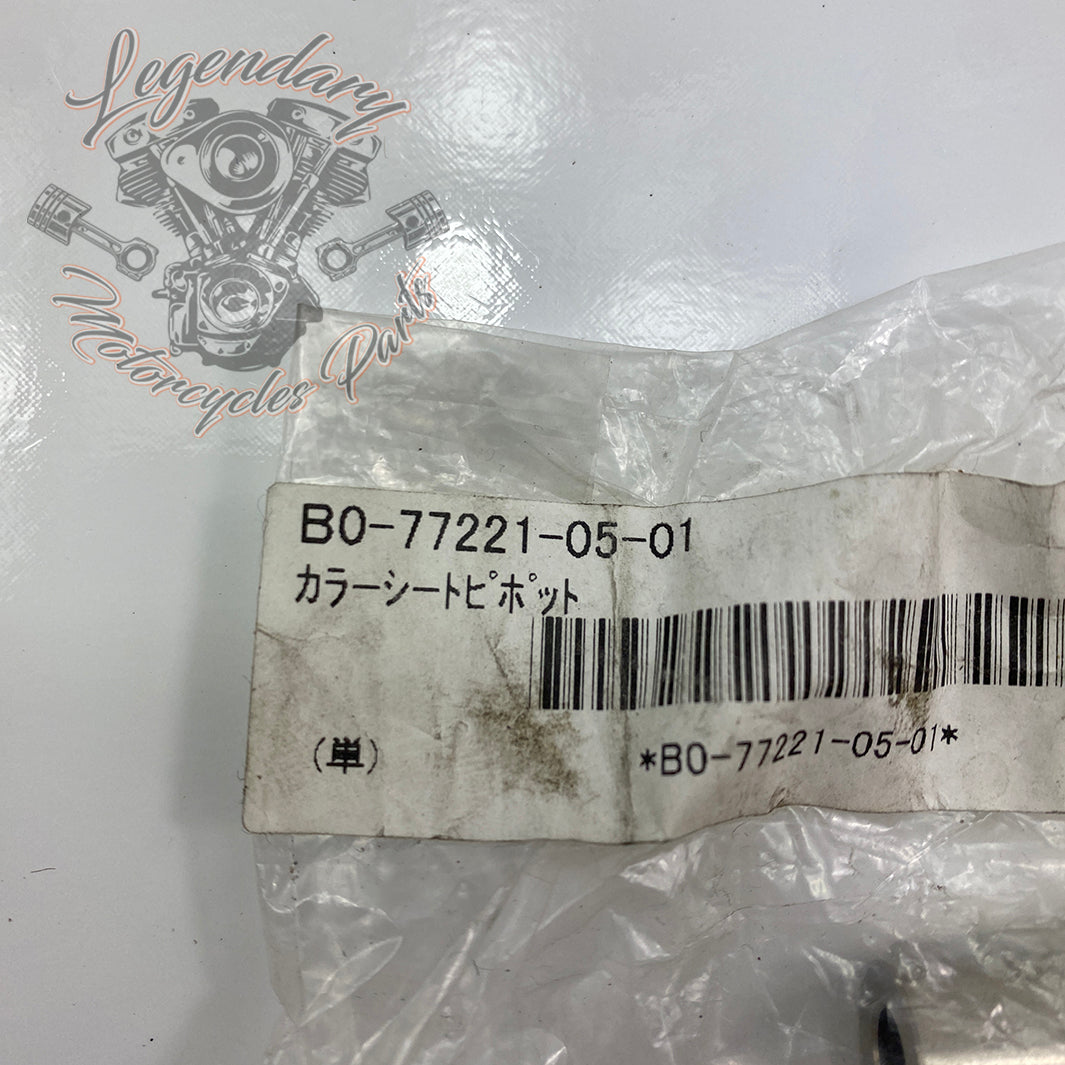 Legendary
Motorcycles Parts
B0-77221-05-01
カラーシートピポット
(単)
*B0-77221-05-01*